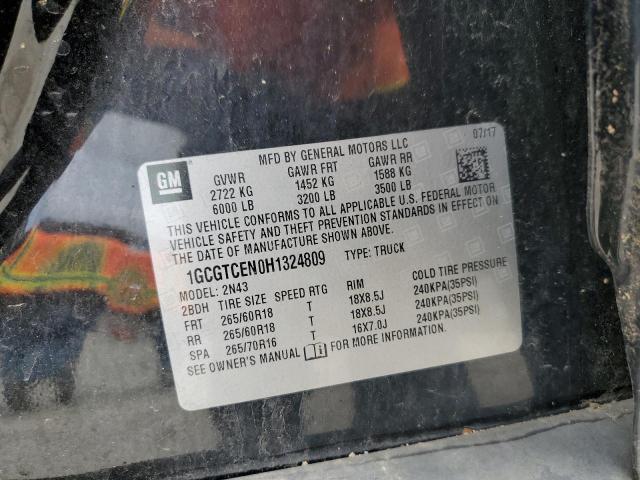 MFD BY GENERAL MOTORS LLC 07/17
GM GVWR GAWR FRT GAWR RR
2722 KG 1452 KG 1588 KG
6000 LB 3200 LB 3500 LB
THIS VEHICLE CONFORMS TO ALL APPLICABLE U.S. FEDERAL MOTOR
VEHICLE SAFETY AND THEFT PREVENTION STANDARDS IN EFFECT ON
THE DATE OF MANUFACTURE SHOWN ABOVE.
1GCGTCEN0H1324809 TYPE: TRUCK
MODEL: 2N43
2BDH TIRE SIZE SPEED RTG RIM COLD TIRE PRESSURE
FRT 265/60R18 T 18X8.5J 240KPA(35PSI)
RR 265/60R18 T 18X8.5J 240KPA(35PSI)
SPA 265/70R16 T 16X7.0J 240KPA(35PSI)
SEE OWNER'S MANUAL FOR MORE INFORMATION.